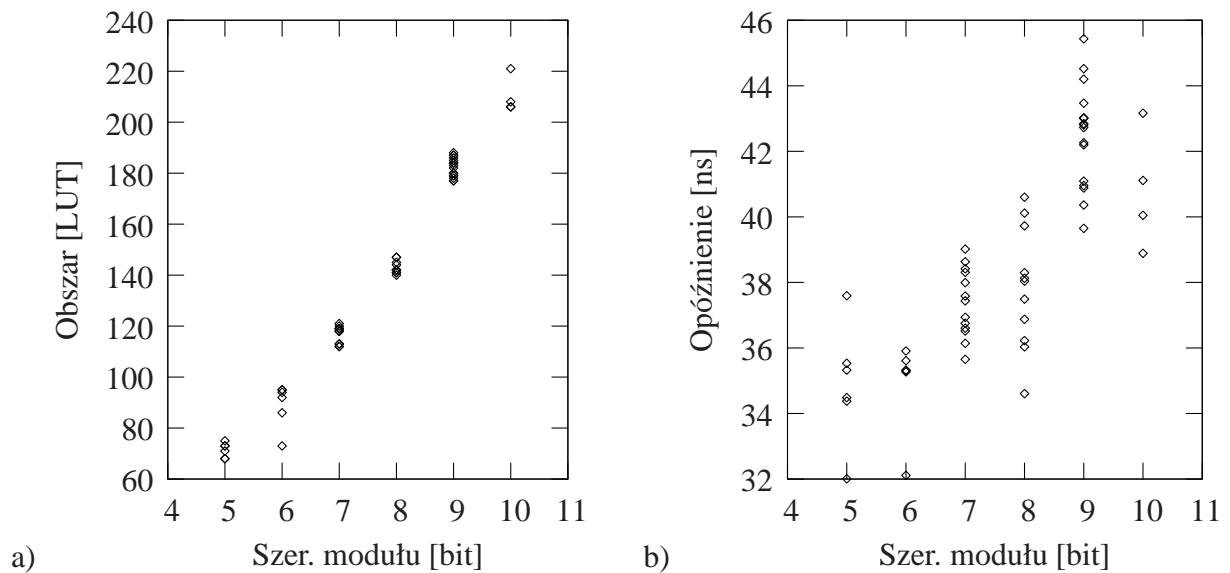 240
220
200
180
160
140
120
100
80
60
4 5 6 7 8 9 10 11
Obszar [LUT]
Szer. modułu [bit]
a)
46
44
42
40
38
36
34
32
4 5 6 7 8 9 10 11
Opóźnienie [ns]
Szer. modułu [bit]
b)